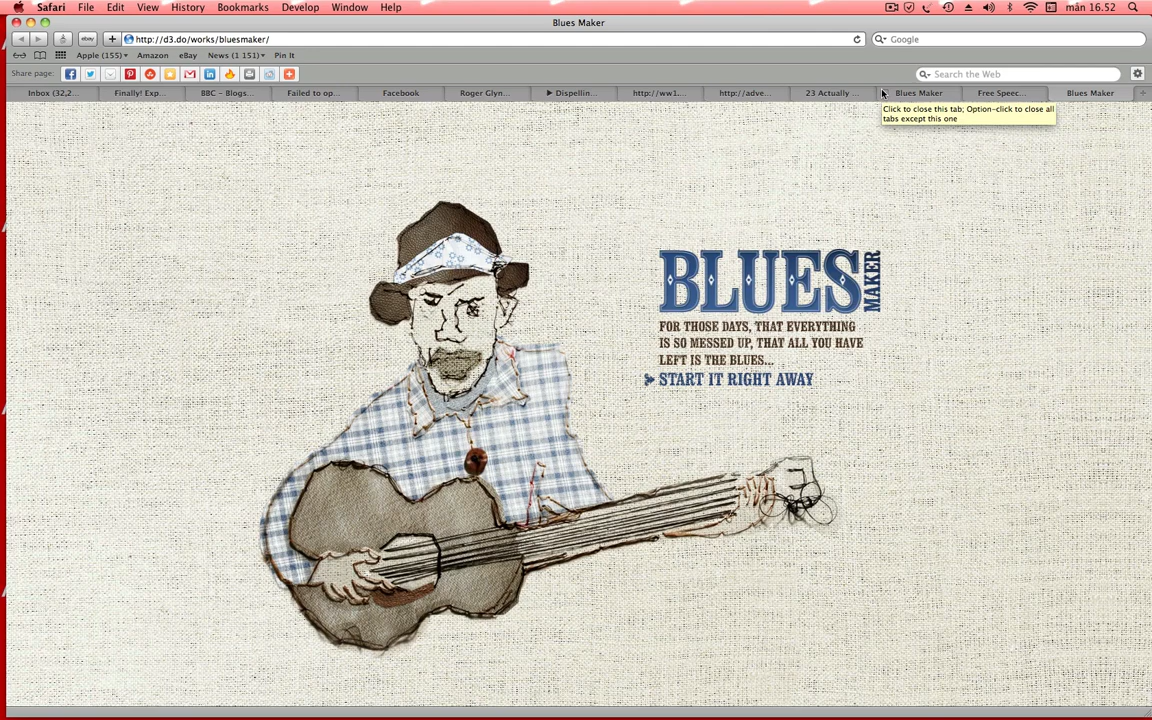 Safari File Edit View History Bookmarks Develop Window Help mån 16.52
Blues Maker
ebay http://d3.do/works/bluesmaker/ Google
Apple (155) Amazon eBay News (1 151) Pin It
Share page: Search the Web
Inbox (32,2... Finally! Exp... BBC - Blogs... Failed to op... Facebook Roger Glyn... Dispellin... http://ww1.... http://adve... 23 Actually ... Blues Maker Free Speec... Blues Maker
Click to close this tab; Option-click to close all
tabs except this one
BLUES
MAKER
FOR THOSE DAYS, THAT EVERYTHING
IS SO MESSED UP, THAT ALL YOU HAVE
LEFT IS THE BLUES...
START IT RIGHT AWAY